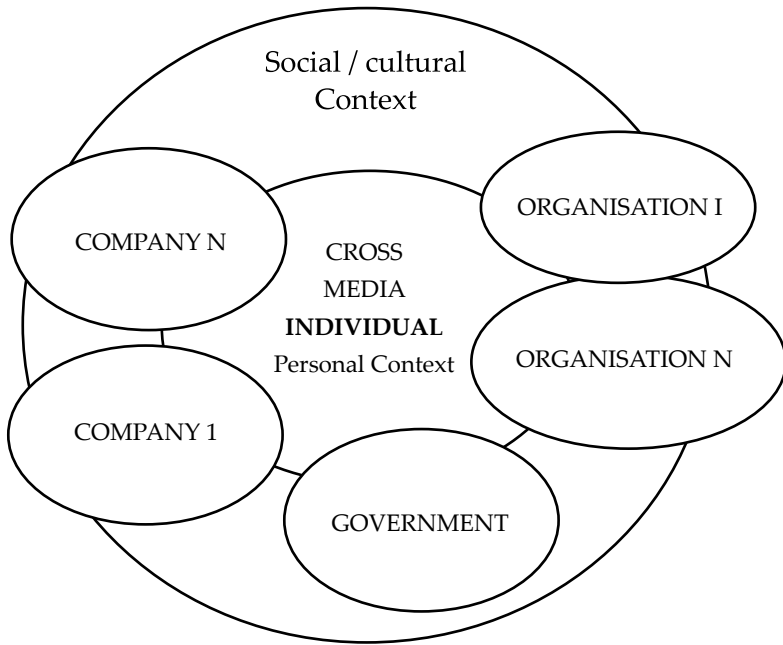 Social / cultural
Context
ORGANISATION I
COMPANY N
CROSS
MEDIA
INDIVIDUAL
Personal Context
ORGANISATION N
COMPANY 1
GOVERNMENT